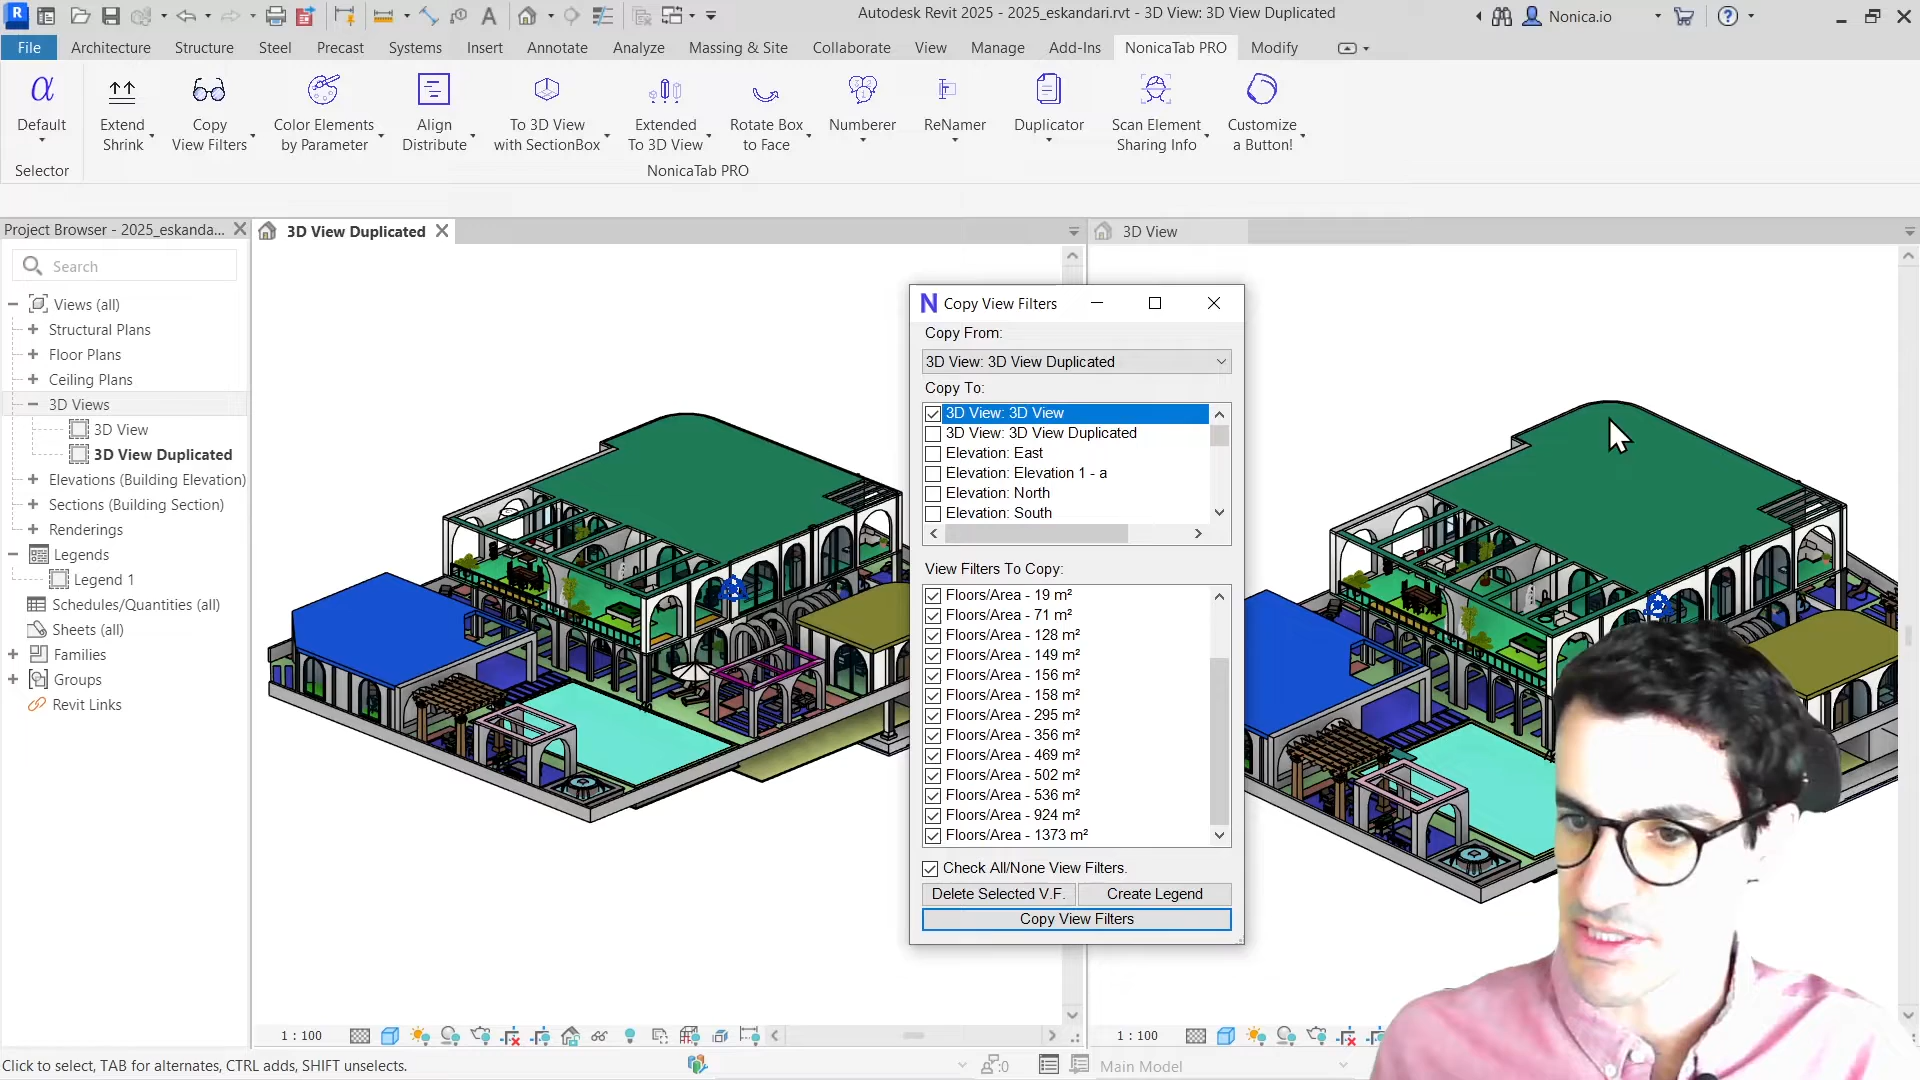 Autodesk Revit 2025 - 2025_eskandari.rvt - 3D View: 3D View Duplicated
Nonica.io
File
Architecture
Structure
Steel
Precast
Systems
Insert
Annotate
Analyze
Massing & Site
Collaborate
View
Manage
Add-Ins
NonicaTab PRO
Modify
Default
Extend
Shrink
Copy
View Filters
Color Elements
by Parameter
Align
Distribute
To 3D View
with SectionBox
Extended
To 3D View
Rotate Box
to Face
Numberer
ReNamer
Duplicator
Scan Element
Sharing Info
Customize
a Button!
Selector
NonicaTab PRO
Project Browser - 2025_eskanda...
3D View Duplicated
3D View
Search
Views (all)
Structural Plans
Floor Plans
Ceiling Plans
3D Views
3D View
3D View Duplicated
Elevations (Building Elevation)
Sections (Building Section)
Renderings
Legends
Legend 1
Schedules/Quantities (all)
Sheets (all)
Families
Groups
Revit Links
N Copy View Filters
Copy From:
3D View: 3D View Duplicated
Copy To:
3D View: 3D View
3D View: 3D View Duplicated
Elevation: East
Elevation: Elevation 1 - a
Elevation: North
Elevation: South
View Filters To Copy:
Floors/Area - 19 m²
Floors/Area - 71 m²
Floors/Area - 128 m²
Floors/Area - 149 m²
Floors/Area - 156 m²
Floors/Area - 158 m²
Floors/Area - 295 m²
Floors/Area - 356 m²
Floors/Area - 469 m²
Floors/Area - 502 m²
Floors/Area - 536 m²
Floors/Area - 924 m²
Floors/Area - 1373 m²
Check All/None View Filters.
Delete Selected V.F.
Create Legend
Copy View Filters
1 : 100
1 : 100
Click to select, TAB for alternates, CTRL adds, SHIFT unselects.
:0
Main Model